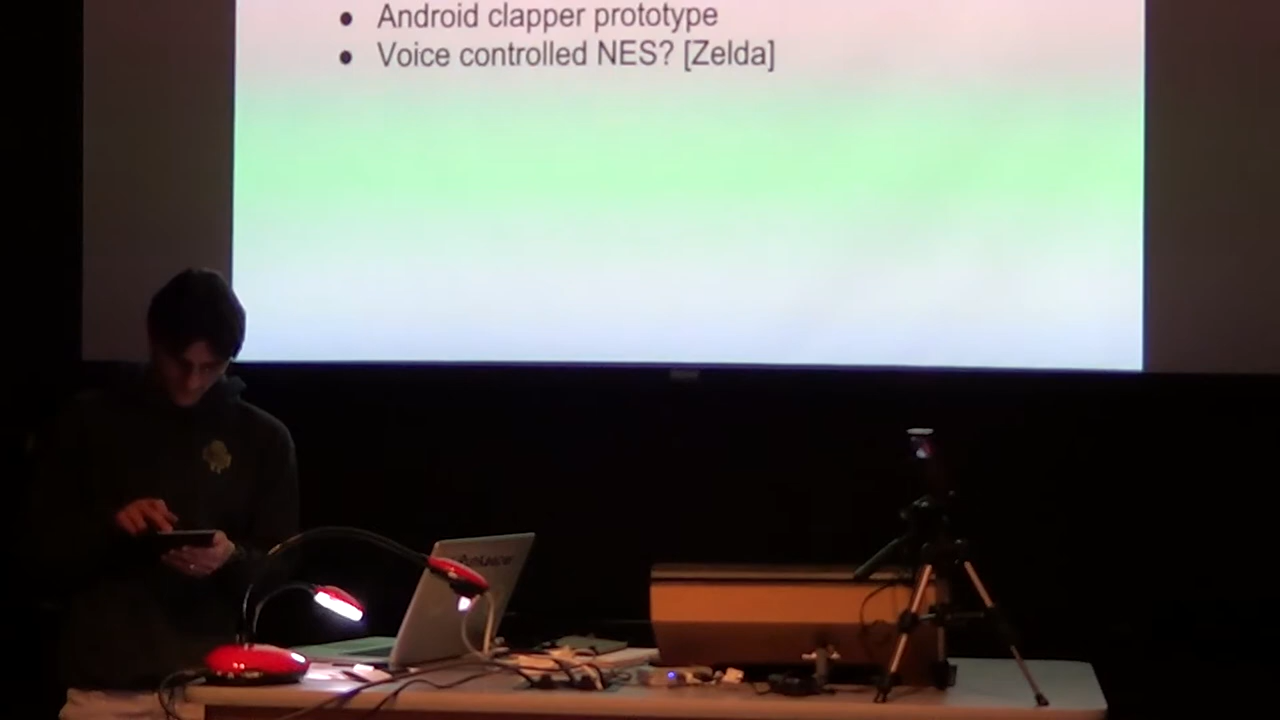 Android clapper prototype
Voice controlled NES? [Zelda]